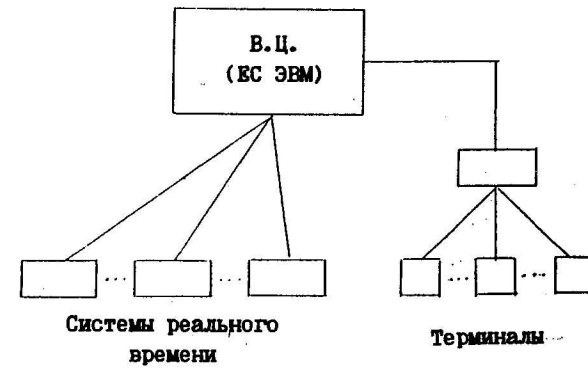 В.Ц.
(ЕС ЭВМ)
Системы реального
времени
Терминалы